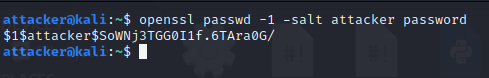 attacker@kali:~$ openssl passwd -1 -salt attacker password
$1$attacker$SoWNj3TGG0I1f.6TAra0G/
attacker@kali:~$